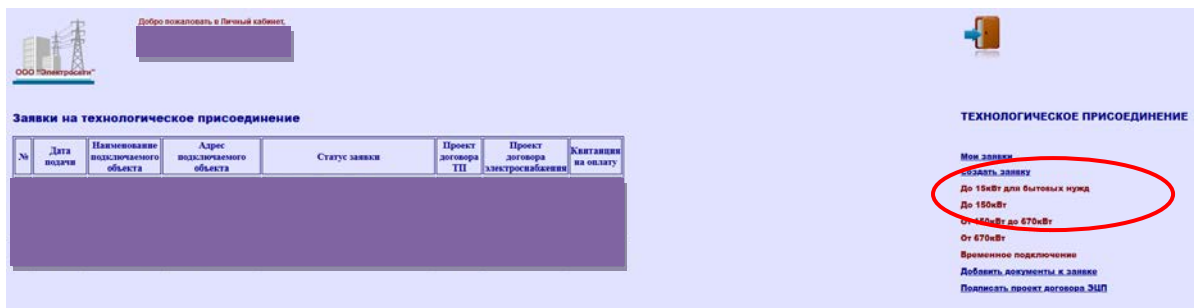 Добро пожаловать в Личный кабинет,
ООО "Электросети"
Заявки на технологическое присоединение
ТЕХНОЛОГИЧЕСКОЕ ПРИСОЕДИНЕНИЕ
№
Дата
подачи
Наименование
подключаемого
объекта
Адрес
подключаемого
объекта
Статус заявки
Проект
договора
ТП
Проект
договора
электроснабжения
Квитанция
на оплату
Мои заявки
Создать заявку
До 15кВт для бытовых нужд
До 150кВт
От 150кВт до 670кВт
От 670кВт
Временное подключение
Добавить документы к заявке
Подписать проект договора ЭЦП